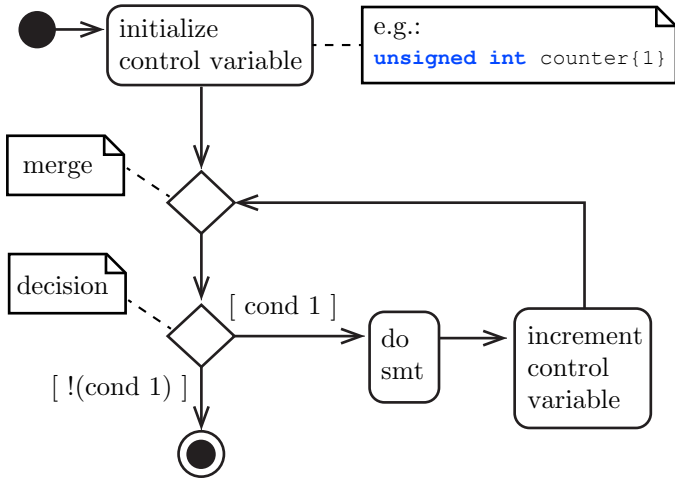 initialize
control variable
e.g.:
unsigned int counter{1}
merge
decision
[ cond 1 ]
do
smt
increment
control
variable
[ !(cond 1) ]